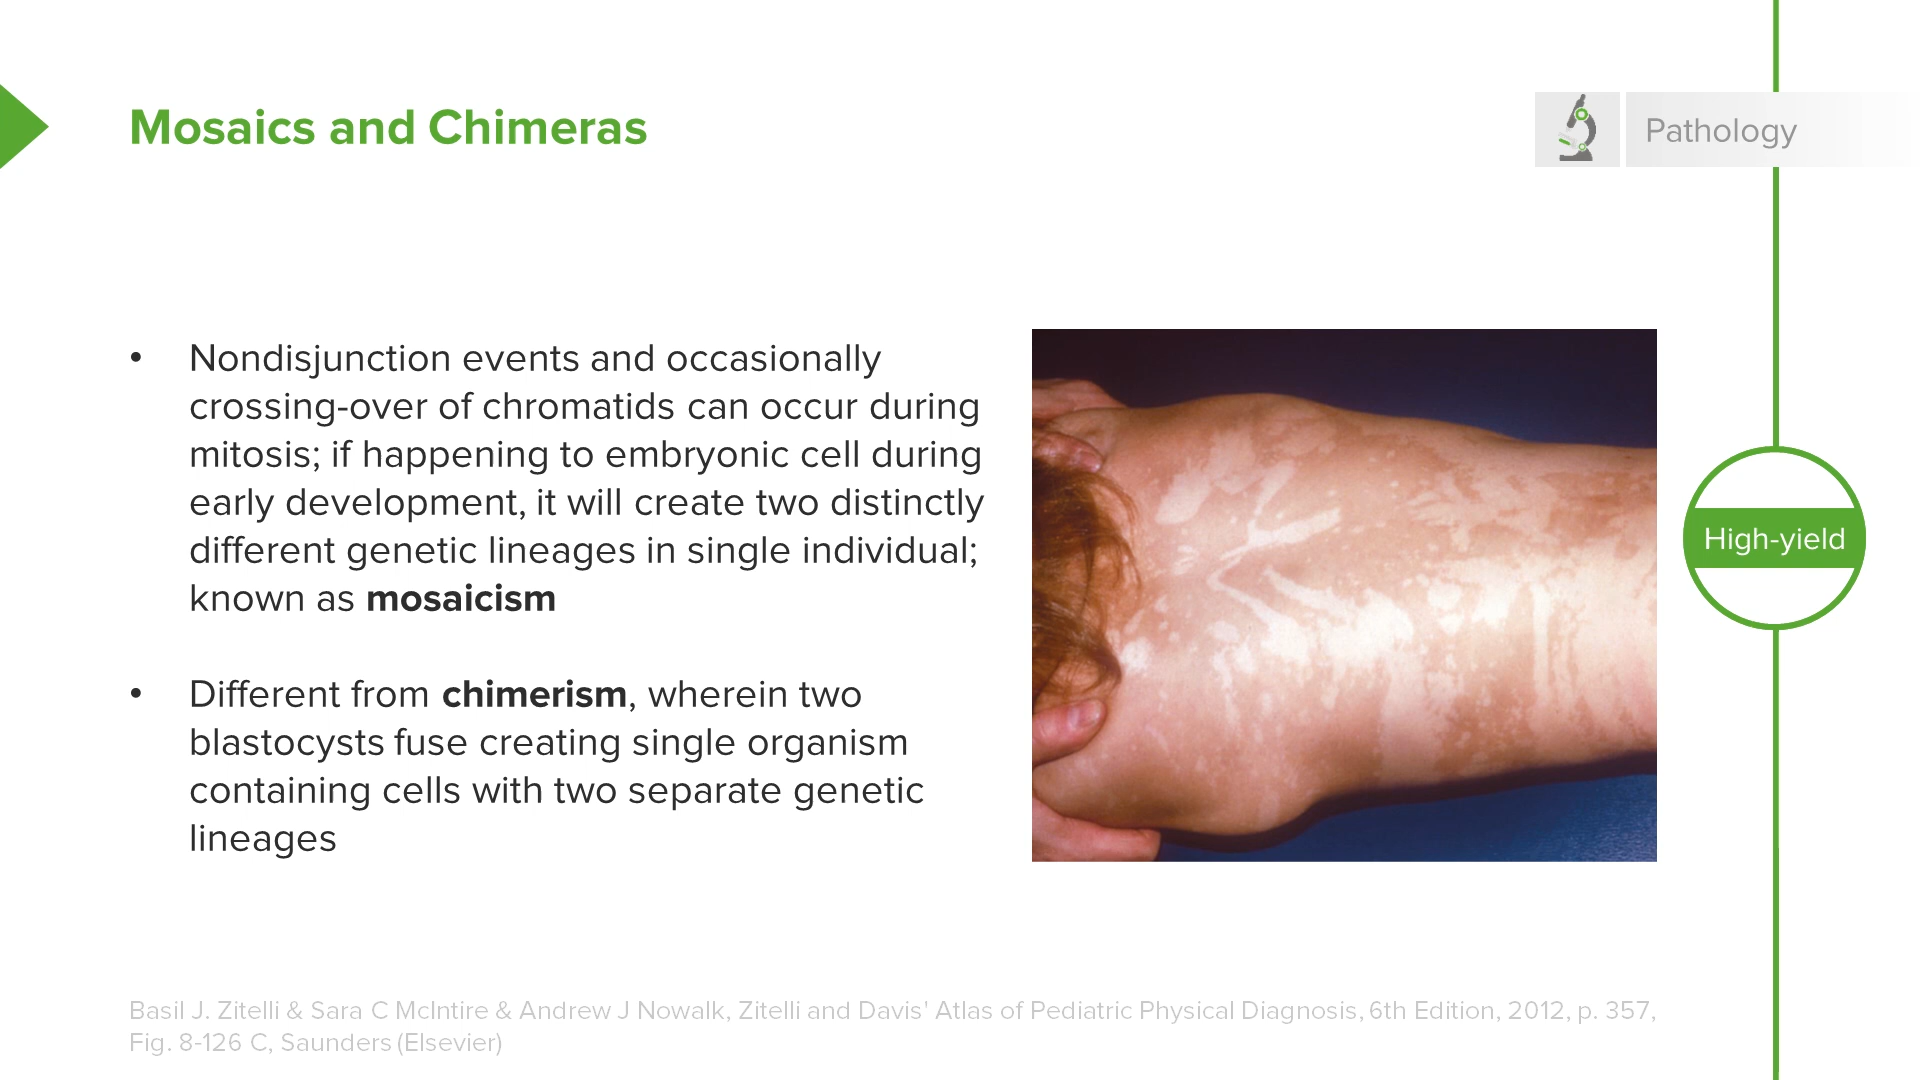 Mosaics and Chimeras
Pathology
• Nondisjunction events and occasionally
crossing-over of chromatids can occur during
mitosis; if happening to embryonic cell during
early development, it will create two distinctly
different genetic lineages in single individual;
known as mosaicism
• Different from chimerism, wherein two
blastocysts fuse creating single organism
containing cells with two separate genetic
lineages
High-yield
Basil J. Zitelli & Sara C McIntire & Andrew J Nowalk, Zitelli and Davis' Atlas of Pediatric Physical Diagnosis, 6th Edition, 2012, p. 357,
Fig. 8-126 C, Saunders (Elsevier)